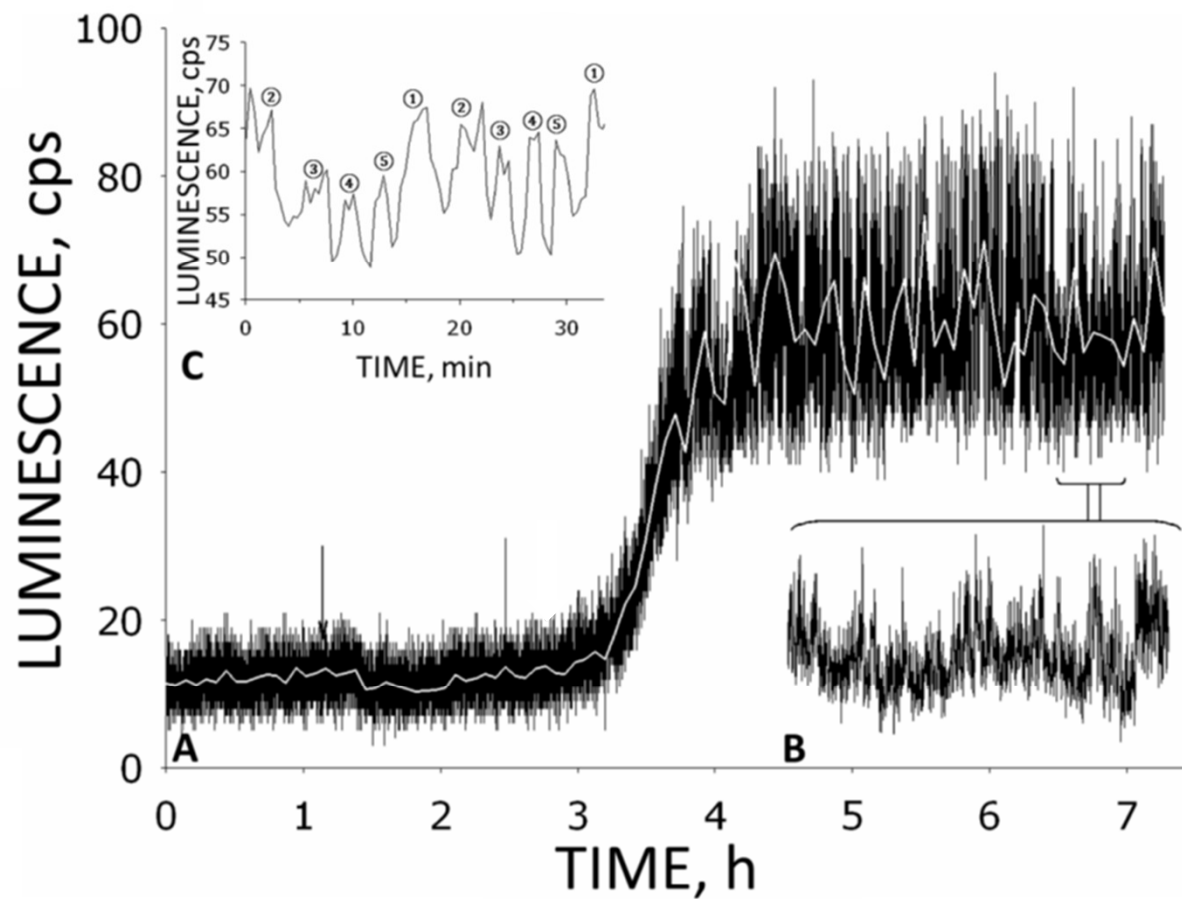 LUMINESCENCE, cps
100
80
60
40
20
0
0 1 2 3 4 5 6 7
TIME, h
A
LUMINESCENCE, cps
75
70
65
60
55
50
45
0 10 20 30
TIME, min
C
② ③ ④ ⑤ ① ② ③ ④ ⑤ ①
B